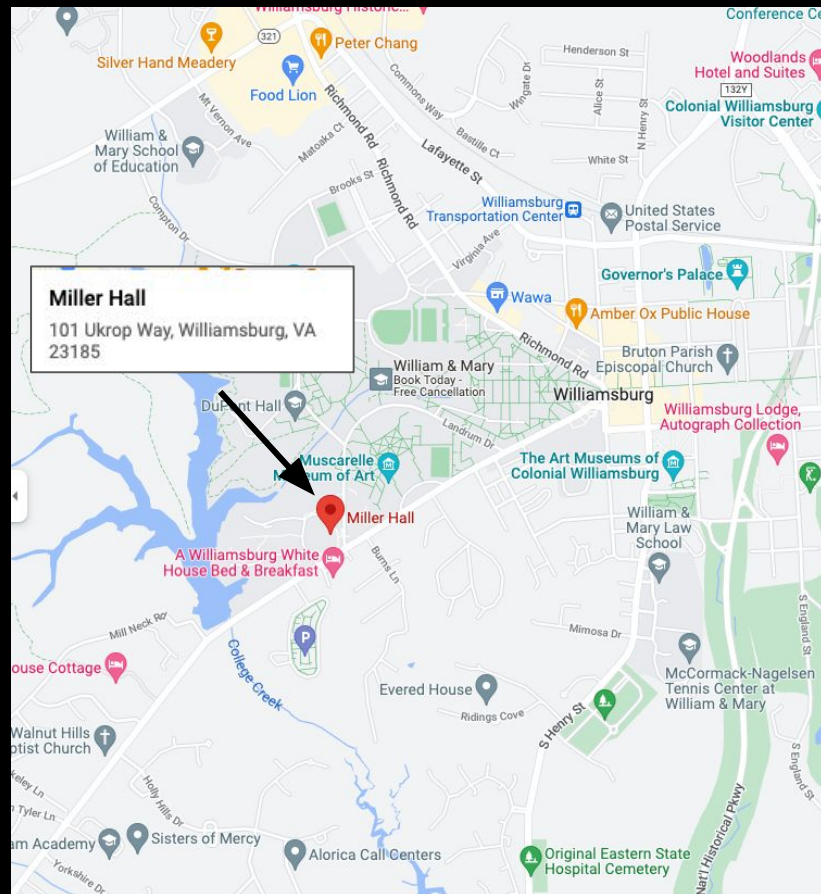 Williamsburg Historic...
Conference Ce
321
Peter Chang
Silver Hand Meadery
Food Lion
Henderson St
Woodlands
Hotel and Suites
132Y
Colonial Williamsburg
Visitor Center
Commons Way
Wingate Dr
Alice St
N Henry St
Mt Vernon Ave
Richmond Rd
Matoaka Ct
Bastille Ct
William &
Mary School
of Education
Lafayette St
White St
Richmond Rd
Brooks St
Compton Dr
Williamsburg
Transportation Center
United States
Postal Service
Virginia Ave
Governor's Palace
Miller Hall
101 Ukrop Way, Williamsburg, VA
23185
Wawa
Amber Ox Public House
Richmond Rd
Bruton Parish
Episcopal Church
William & Mary
Book Today -
Free Cancellation
Williamsburg
DuPont Hall
Landrum Dr
Williamsburg Lodge,
Autograph Collection
Muscarelle
Museum of Art
The Art Museums of
Colonial Williamsburg
Miller Hall
William &
Mary Law
School
A Williamsburg White
House Bed & Breakfast
Burns Ln
Mill Neck Rd
P
Mimosa Dr
S England St
College Creek
ouse Cottage
McCormack-Nagelsen
Tennis Center at
William & Mary
Evered House
Ridings Cove
S Henry St
Walnut Hills
ptist Church
S England St
keley Ln
Holly Hills Dr
n Tyler Ln
Nat'l Historical Pkwy
am Academy
Sisters of Mercy
Alorica Call Centers
Original Eastern State
Hospital Cemetery
Yorkshire Dr